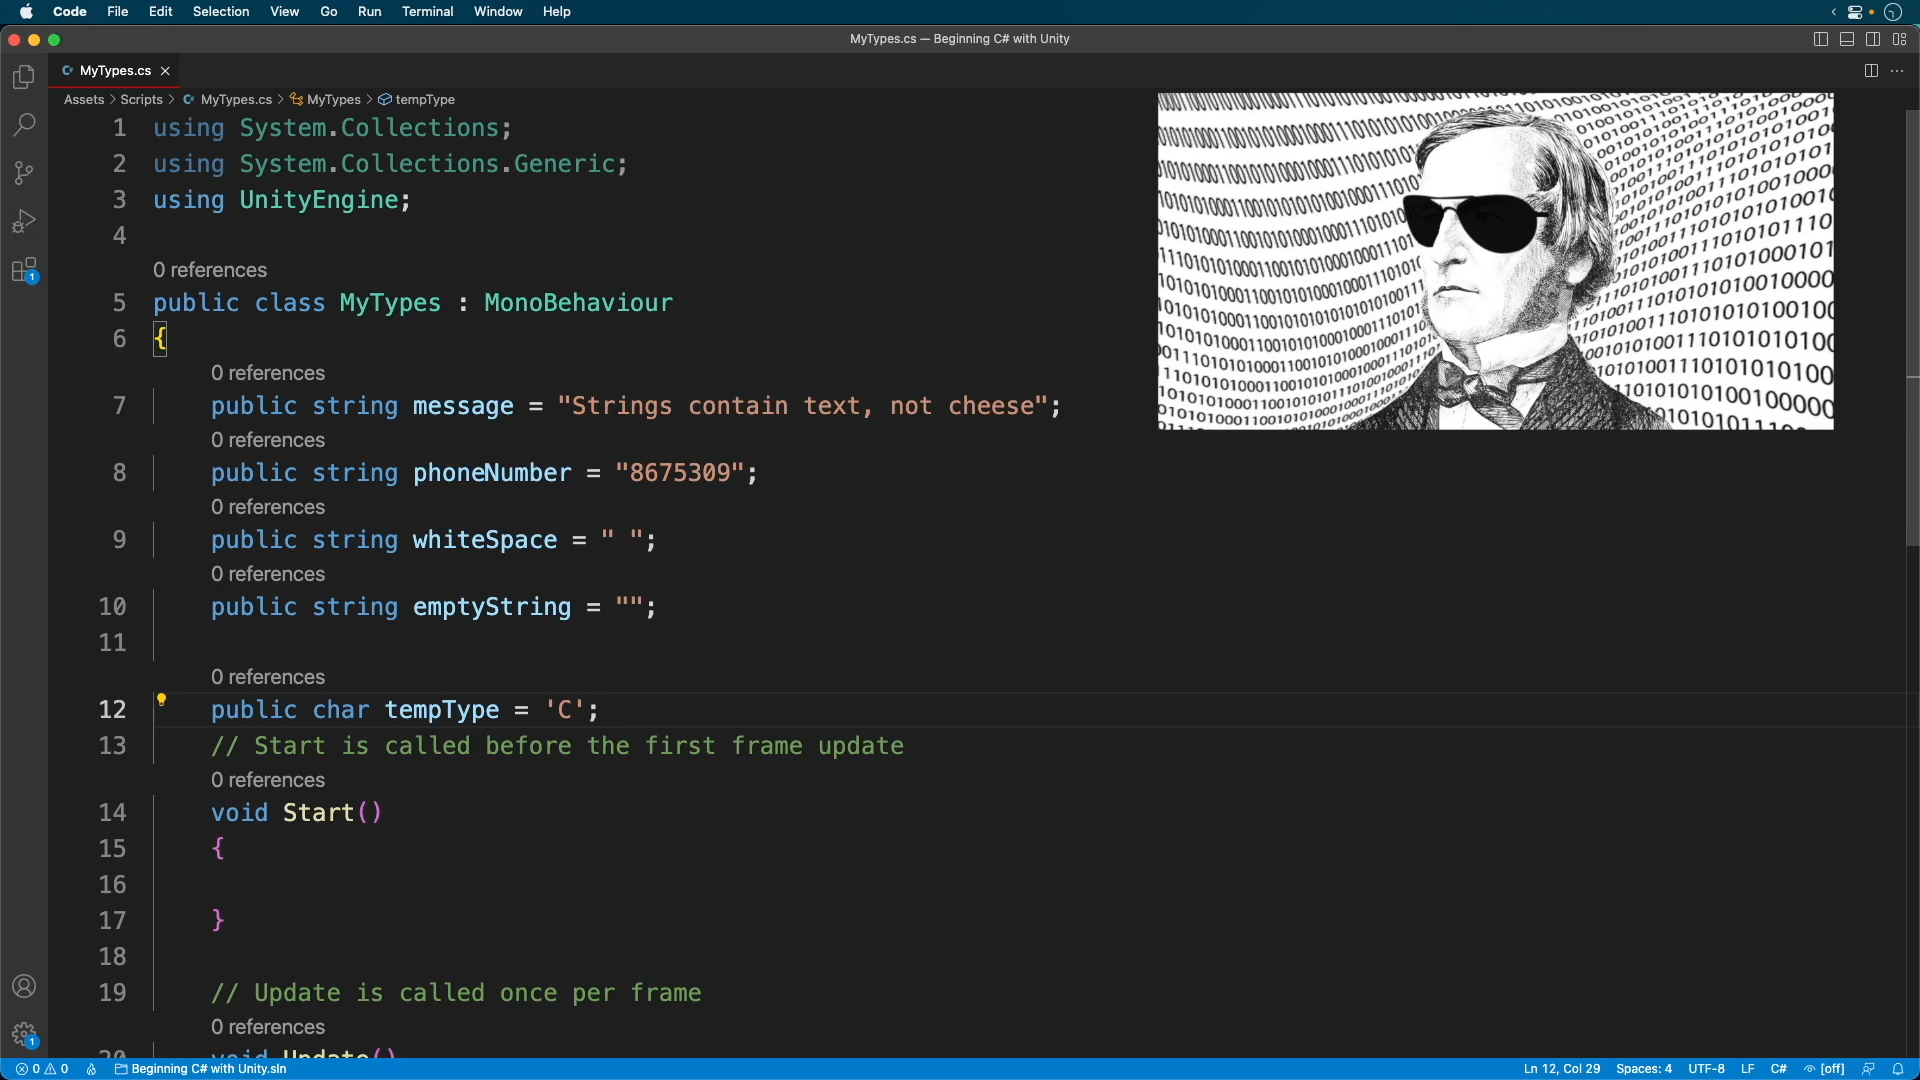 Code File Edit Selection View Go Run Terminal Window Help
MyTypes.cs — Beginning C# with Unity
MyTypes.cs
Assets > Scripts > MyTypes.cs > MyTypes > tempType
1 using System.Collections;
2 using System.Collections.Generic;
3 using UnityEngine;
4
0 references
5 public class MyTypes : MonoBehaviour
6 {
0 references
7 public string message = "Strings contain text, not cheese";
0 references
8 public string phoneNumber = "8675309";
0 references
9 public string whiteSpace = " ";
0 references
10 public string emptyString = "";
11
0 references
12 public char tempType = 'C';
13 // Start is called before the first frame update
0 references
14 void Start()
15 {
16
17 }
18
19 // Update is called once per frame
0 references
20 void Update()
1
1
0 0 Beginning C# with Unity.sln Ln 12, Col 29 Spaces: 4 UTF-8 LF C# [off]